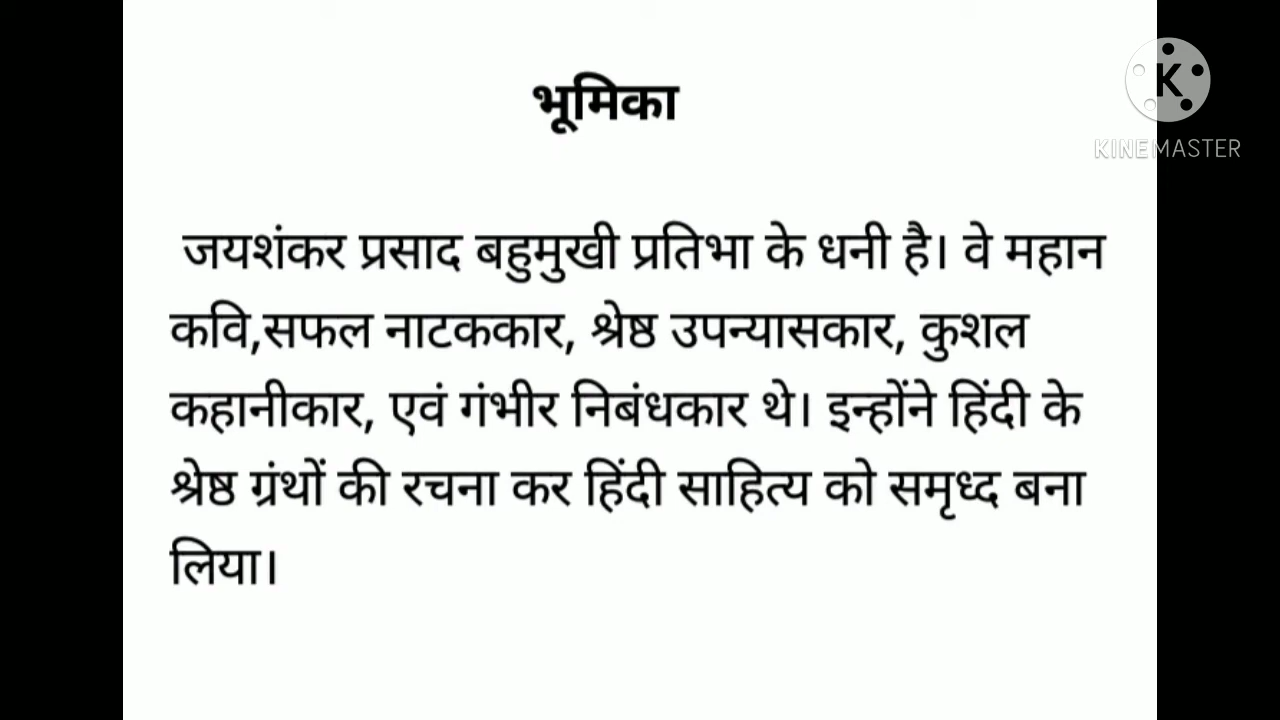 भूमिका
KINEMASTER
जयशंकर प्रसाद बहुमुखी प्रतिभा के धनी है। वे महान
कवि,सफल नाटककार, श्रेष्ठ उपन्यासकार, कुशल
कहानीकार, एवं गंभीर निबंधकार थे। इन्होंने हिंदी के
श्रेष्ठ ग्रंथों की रचना कर हिंदी साहित्य को समृध्द बना
लिया।